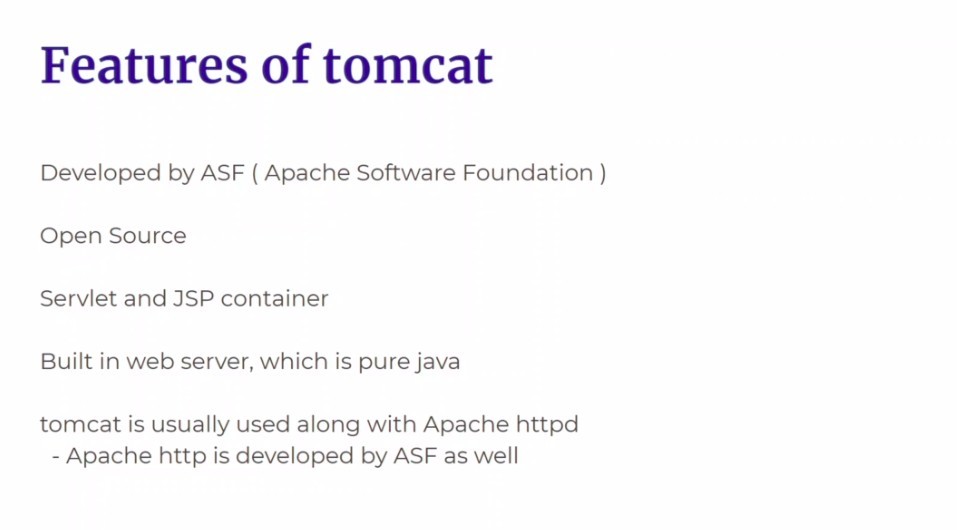 Features of tomcat
Developed by ASF ( Apache Software Foundation )
Open Source
Servlet and JSP container
Built in web server, which is pure java
tomcat is usually used along with Apache httpd
- Apache http is developed by ASF as well